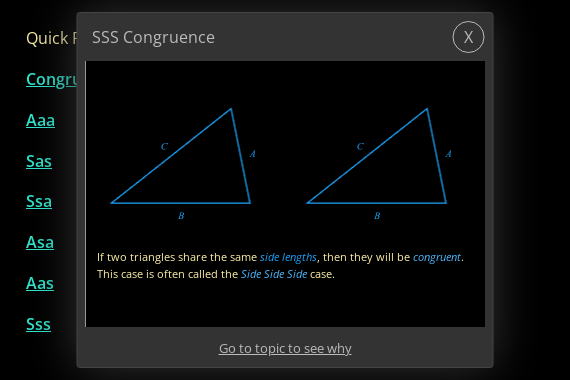 Quick
SSS Congruence
X
Congru
Aaa
Sas
Ssa
Asa
Aas
Sss
C
A
B
C
A
B
If two triangles share the same side lengths, then they will be congruent.
This case is often called the Side Side Side case.
Go to topic to see why